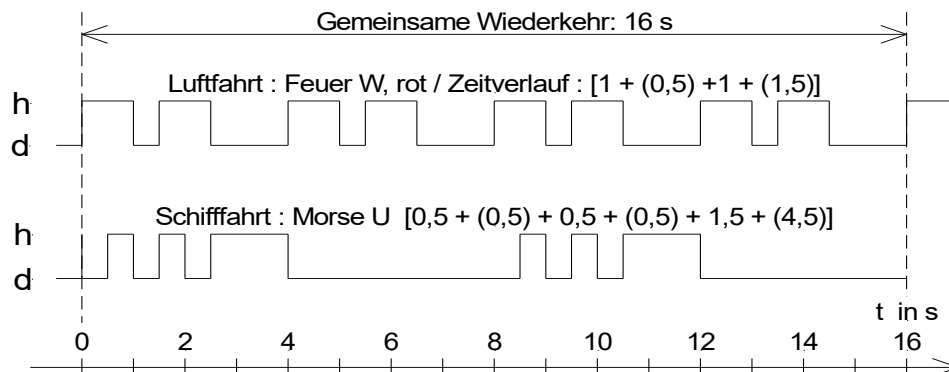 Gemeinsame Wiederkehr: 16 s
Luftfahrt : Feuer W, rot / Zeitverlauf : [1 + (0,5) +1 + (1,5)]
h
d
Schifffahrt : Morse U [0,5 + (0,5) + 0,5 + (0,5) + 1,5 + (4,5)]
h
d
t in s
0 2 4 6 8 10 12 14 16